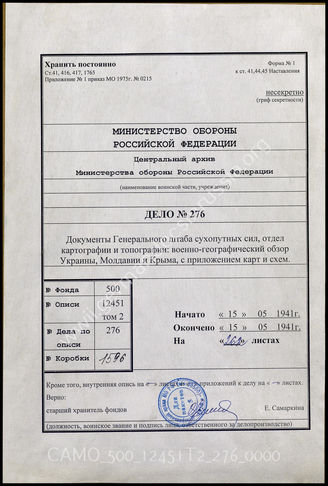 Хранить постоянно
Ст.41, 416, 417, 1765
Приложение № 1 приказ МО 1975г. № 0215
Форма № 1
к ст. 41,44,45 Наставления
несекретно
(гриф секретности)
МИНИСТЕРСТВО ОБОРОНЫ
РОССИЙСКОЙ ФЕДЕРАЦИИ
Центральный архив
Министерства обороны Российской Федерации
(наименование воинской части, учреждения)
ДЕЛО № 276
Документы Генерального штаба сухопутных сил, отдел
картографии и топографии: военно-географический обзор
Украины, Молдавии и Крыма, с приложением карт и схем.
№ Фонда 500
№ Описи 12451
том 2
№ Дела по
описи 276
№ Коробки 1596
Начато « 15 » 05 1941г.
Окончено « 15 » 05 1941г.
На листах
Кроме того, внутренняя опись на листах приложений к делу на листах.
Верно:
старший хранитель фондов
Е. Самаркина
(должность, воинское звание и подпись лица, ответственного за делопроизводство)
CAMO_500_12451T2_276_0000